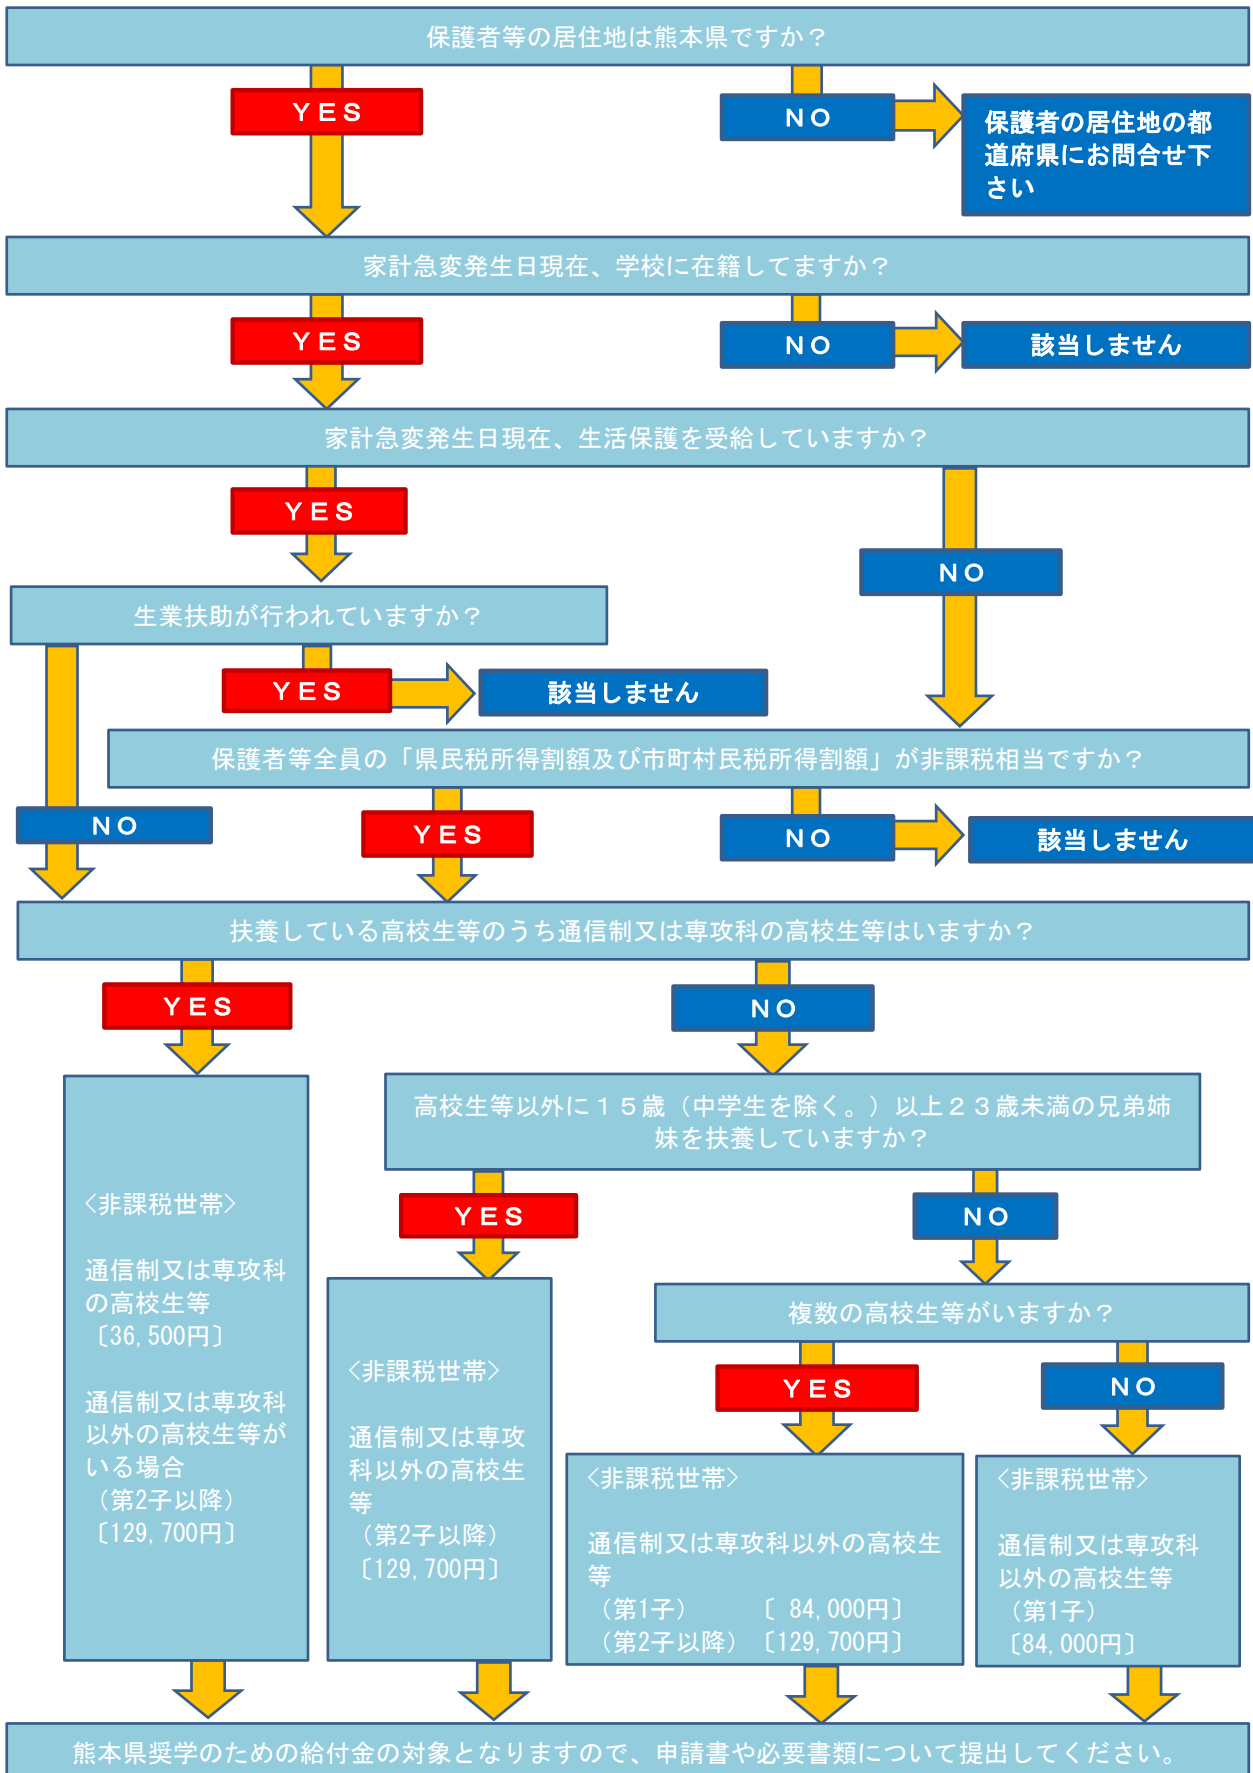 保護者等の居住地は熊本県ですか？
ＹＥＳ
ＮＯ
保護者の居住地の都
道府県にお問合せ下
さい
家計急変発生日現在、学校に在籍してますか？
ＹＥＳ
ＮＯ
該当しません
家計急変発生日現在、生活保護を受給していますか？
ＹＥＳ
ＮＯ
生業扶助が行われていますか？
ＹＥＳ
該当しません
保護者等全員の「県民税所得割額及び市町村民税所得割額」が非課税相当ですか？
ＮＯ
ＹＥＳ
ＮＯ
該当しません
扶養している高校生等のうち通信制又は専攻科の高校生等はいますか？
ＹＥＳ
ＮＯ
高校生等以外に１５歳（中学生を除く。）以上２３歳未満の兄弟姉
妹を扶養していますか？
ＹＥＳ
ＮＯ
複数の高校生等がいますか？
ＹＥＳ
ＮＯ
<非課税世帯>
通信制又は専攻科
の高校生等
〔36,500円〕
通信制又は専攻科
以外の高校生等が
いる場合
（第2子以降）
〔129,700円〕
<非課税世帯>
通信制又は専攻
科以外の高校生
等
（第2子以降）
〔129,700円〕
<非課税世帯>
通信制又は専攻科以外の高校生
等
（第1子）　　〔 84,000円〕
（第2子以降）〔129,700円〕
<非課税世帯>
通信制又は専攻科
以外の高校生等
（第1子）
〔84,000円〕
熊本県奨学のための給付金の対象となりますので、申請書や必要書類について提出してください。